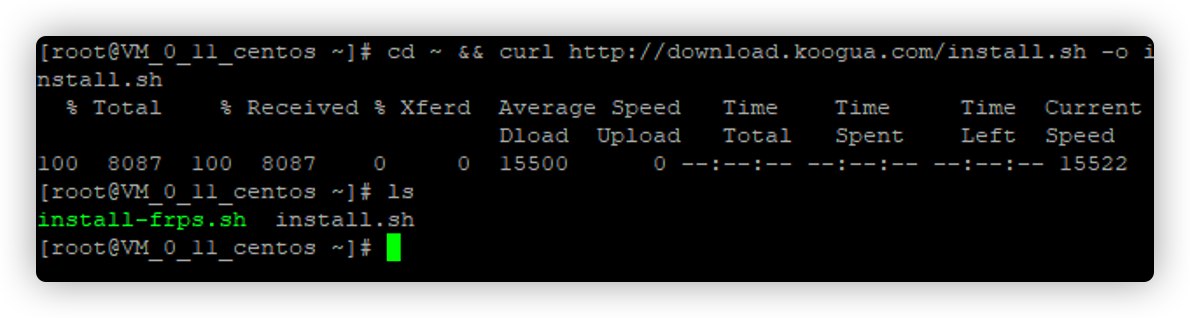 [root@VM_0_11_centos ~]# cd ~ && curl http://download.koogua.com/install.sh -o i
nstall.sh
  % Total    % Received % Xferd  Average Speed   Time    Time     Time  Current
                                 Dload  Upload   Total   Spent    Left  Speed
100  8087  100  8087    0     0  15500      0 --:--:-- --:--:-- --:--:-- 15522
[root@VM_0_11_centos ~]# ls
install-frps.sh  install.sh
[root@VM_0_11_centos ~]#